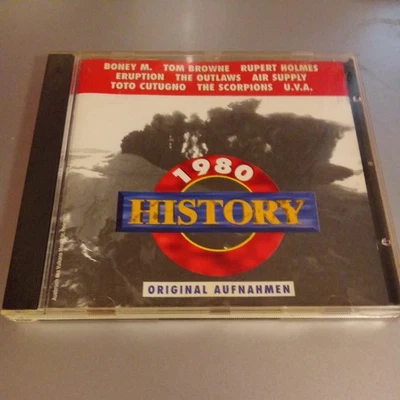 BONEY M. TOM BROWNE RUPERT HOLMES
ERUPTION THE OUTLAWS AIR SUPPLY
TOTO CUTUGNO THE SCORPIONS U.V.A.
1980
HISTORY
ORIGINAL AUFNAHMEN